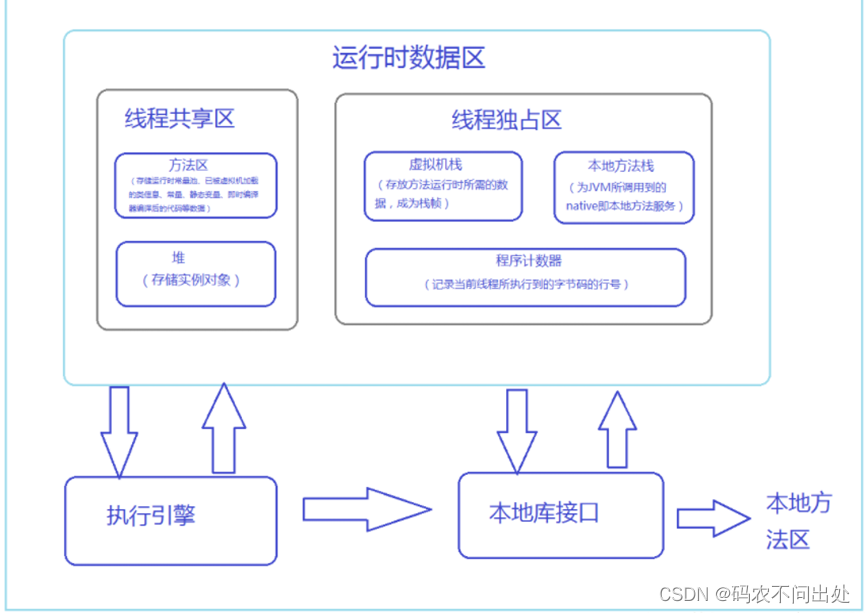 运行时数据区
线程共享区
方法区
（存储运行时常量池、已被虚拟机加载
的类信息、常量、静态变量、即时编译
器编译后的代码等数据）
堆
（存储实例对象）
线程独占区
虚拟机栈
（存放方法运行时所需的数
据，成为栈帧）
本地方法栈
（为JVM所调用到的
native即本地方法服务）
程序计数器
（记录当前线程所执行到的字节码的行号）
执行引擎
本地库接口
本地方
法区
CSDN @码农不问出处